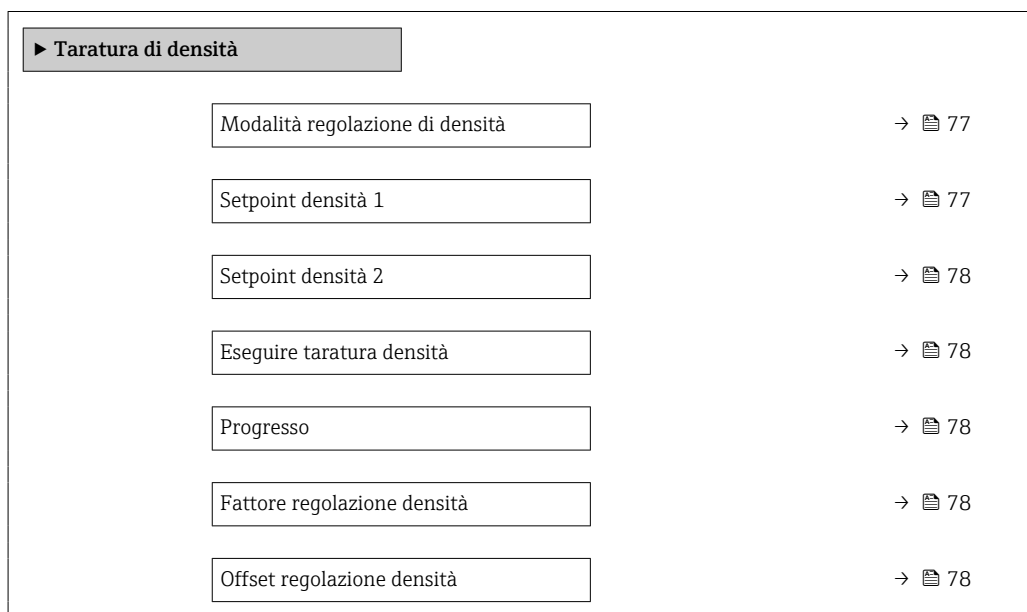 ▶ Taratura di densità
Modalità regolazione di densità → 77
Setpoint densità 1 → 77
Setpoint densità 2 → 78
Eseguire taratura densità → 78
Progresso → 78
Fattore regolazione densità → 78
Offset regolazione densità → 78